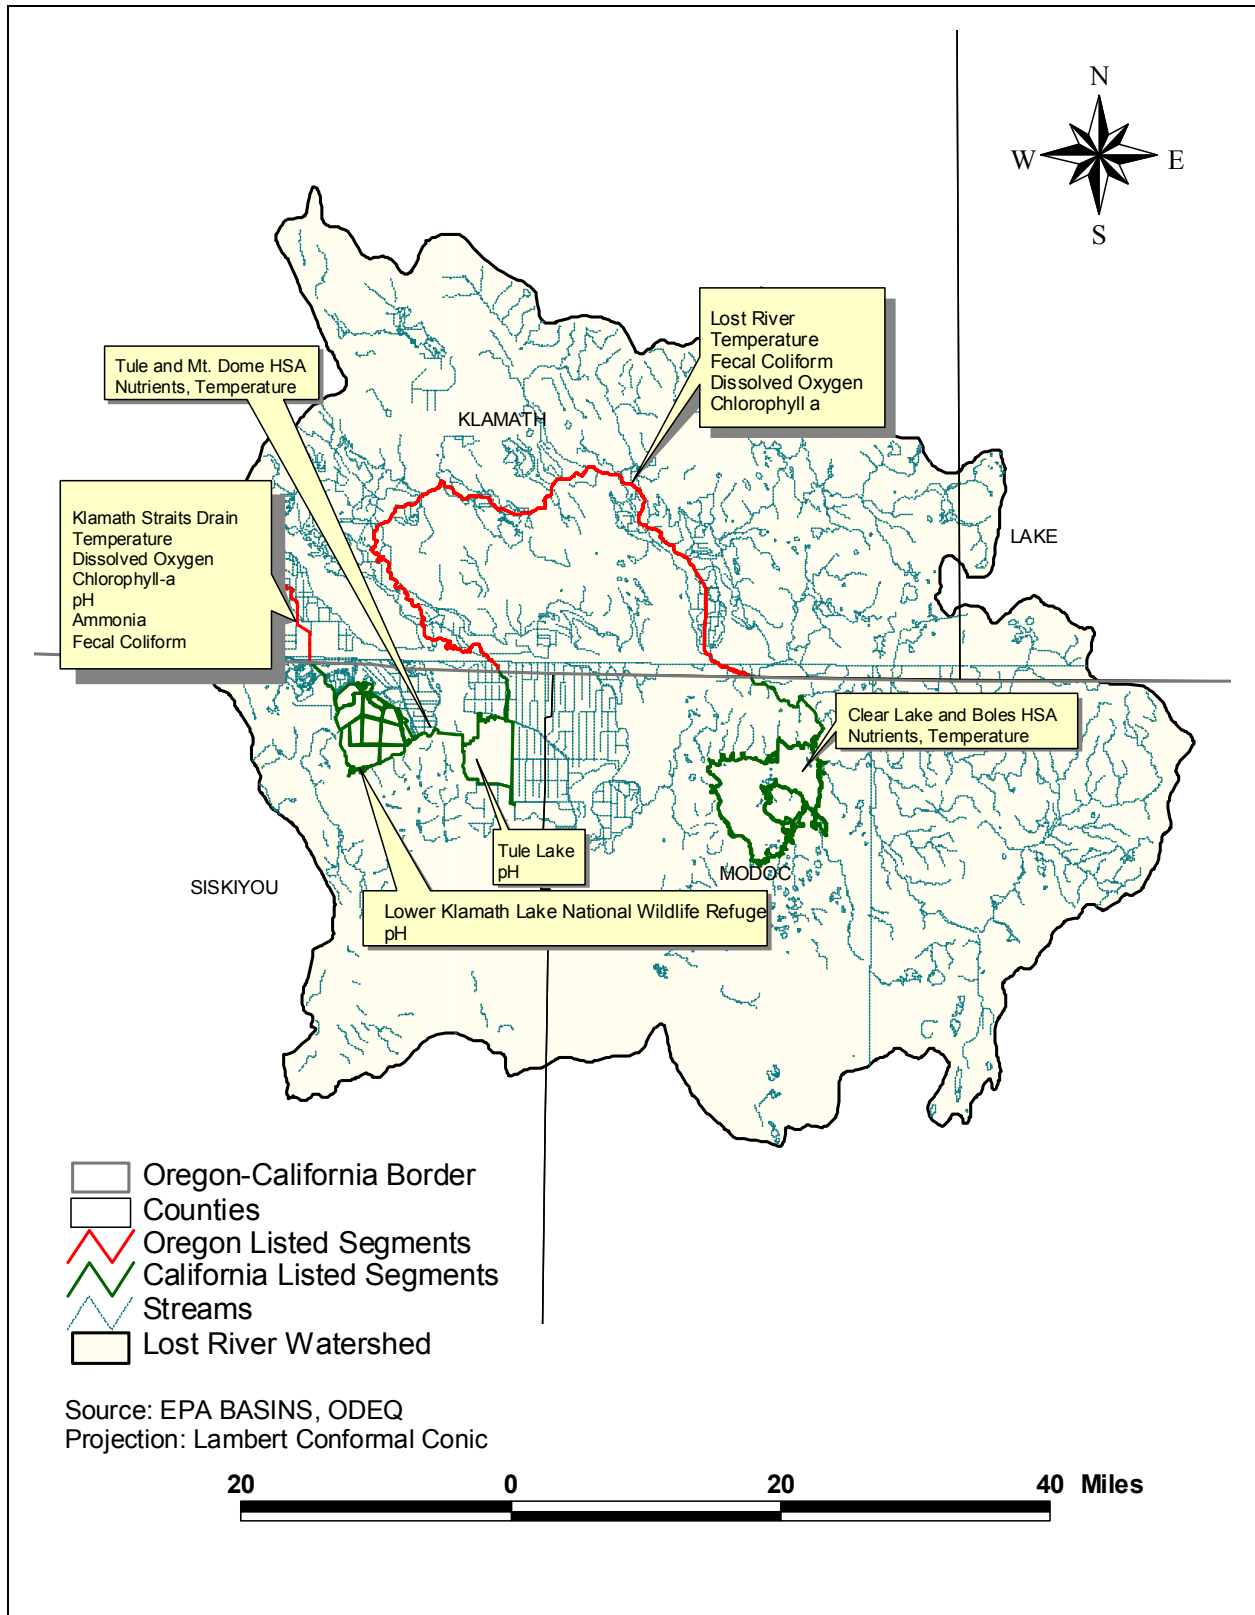 N
W E
S
Lost River
Temperature
Fecal Coliform
Dissolved Oxygen
Chlorophyll a
Tule and Mt. Dome HSA
Nutrients, Temperature
KLAMATH
Klamath Straits Drain
Temperature
Dissolved Oxygen
Chlorophyll-a
pH
Ammonia
Fecal Coliform
LAKE
Clear Lake and Boles HSA
Nutrients, Temperature
Tule Lake
pH
MODOC
SISKIYOU
Lower Klamath Lake National Wildlife Refuge
pH
Oregon-California Border
Counties
Oregon Listed Segments
California Listed Segments
Streams
Lost River Watershed
Source: EPA BASINS, ODEQ
Projection: Lambert Conformal Conic
20 0 20 40 Miles